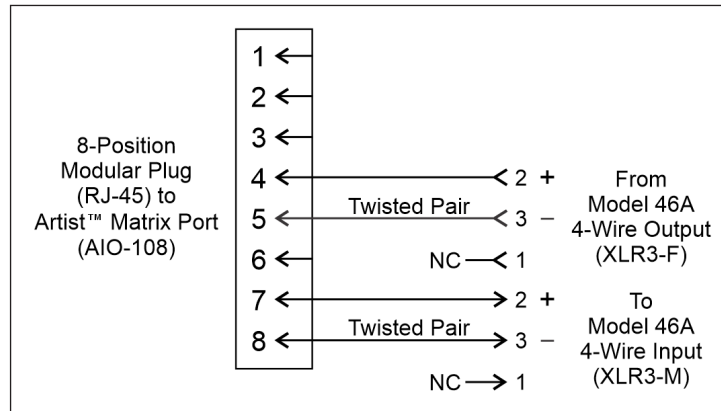 8-Position
Modular Plug
(RJ-45) to
Artist™ Matrix Port
(AIO-108)
1
2
3
4
5
6
7
8
Twisted Pair
Twisted Pair
2 +
3 –
NC 1
2 +
3 –
NC 1
From
Model 46A
4-Wire Output
(XLR3-F)
To
Model 46A
4-Wire Input
(XLR3-M)